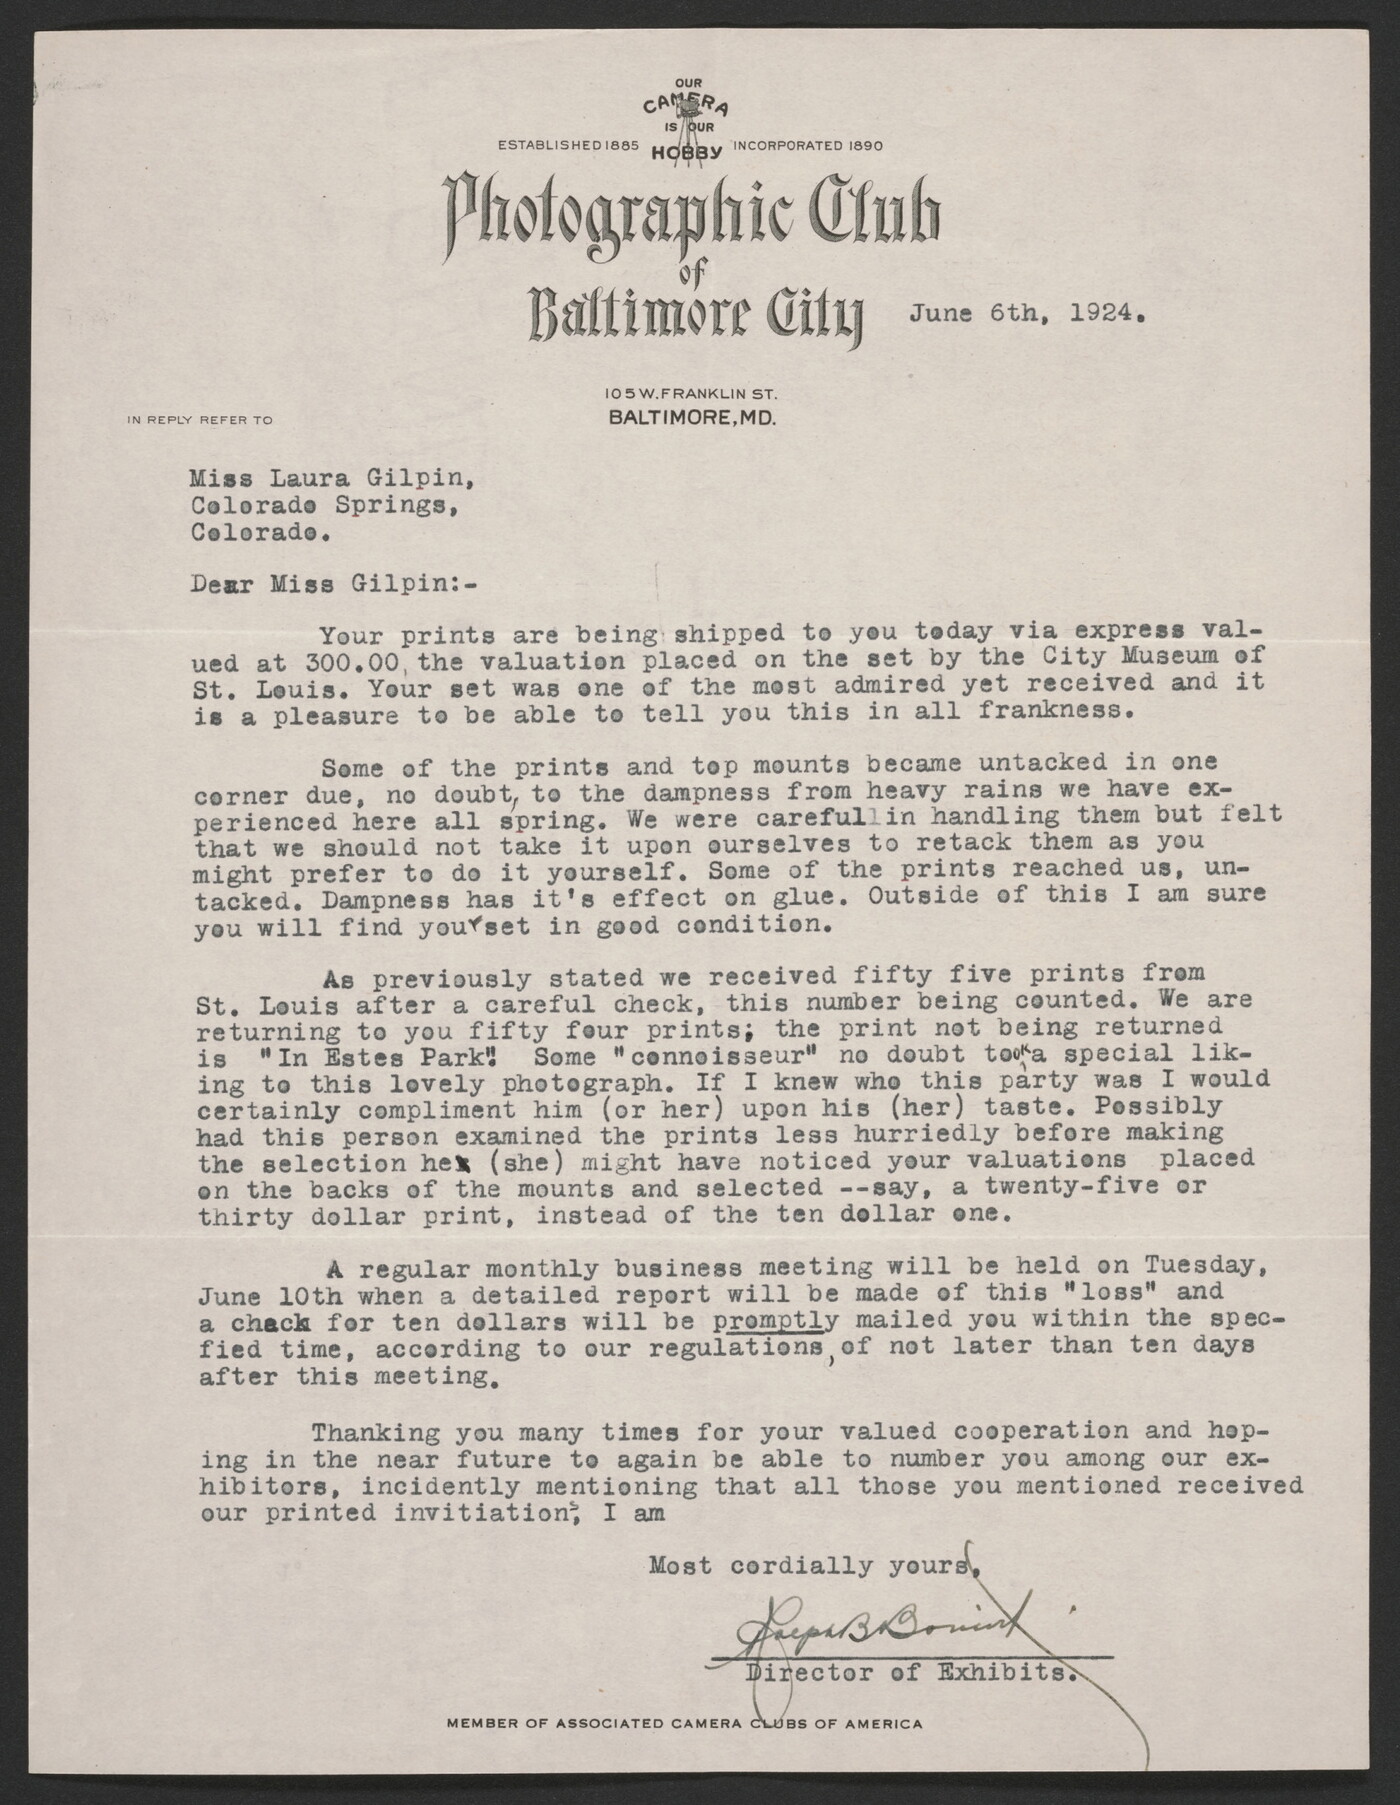 OUR
CAMERA
IS OUR
HOBBY
ESTABLISHED 1885 INCORPORATED 1890
Photographic Club
of
Baltimore City
June 6th, 1924.
105 W. FRANKLIN ST.
BALTIMORE, MD.
IN REPLY REFER TO
Miss Laura Gilpin,
Colorado Springs,
Colorado.
Dear Miss Gilpin:-
Your prints are being shipped to you today via express val-
ued at 300.00, the valuation placed on the set by the City Museum of
St. Louis. Your set was one of the most admired yet received and it
is a pleasure to be able to tell you this in all frankness.
Some of the prints and top mounts became untacked in one
corner due, no doubt, to the dampness from heavy rains we have ex-
perienced here all spring. We were careful in handling them but felt
that we should not take it upon ourselves to retack them as you
might prefer to do it yourself. Some of the prints reached us, un-
tacked. Dampness has it's effect on glue. Outside of this I am sure
you will find your set in good condition.
As previously stated we received fifty five prints from
St. Louis after a careful check, this number being counted. We are
returning to you fifty four prints; the print not being returned
is "In Estes Park". Some "connoisseur" no doubt took a special lik-
ing to this lovely photograph. If I knew who this party was I would
certainly compliment him (or her) upon his (her) taste. Possibly
had this person examined the prints less hurriedly before making
the selection he (she) might have noticed your valuations placed
on the backs of the mounts and selected --say, a twenty-five or
thirty dollar print, instead of the ten dollar one.
A regular monthly business meeting will be held on Tuesday,
June 10th when a detailed report will be made of this "loss" and
a check for ten dollars will be promptly mailed you within the spec-
fied time, according to our regulations, of not later than ten days
after this meeting.
Thanking you many times for your valued cooperation and hop-
ing in the near future to again be able to number you among our ex-
hibitors, incidently mentioning that all those you mentioned received
our printed invitiations, I am
Most cordially yours,
Director of Exhibits.
MEMBER OF ASSOCIATED CAMERA CLUBS OF AMERICA